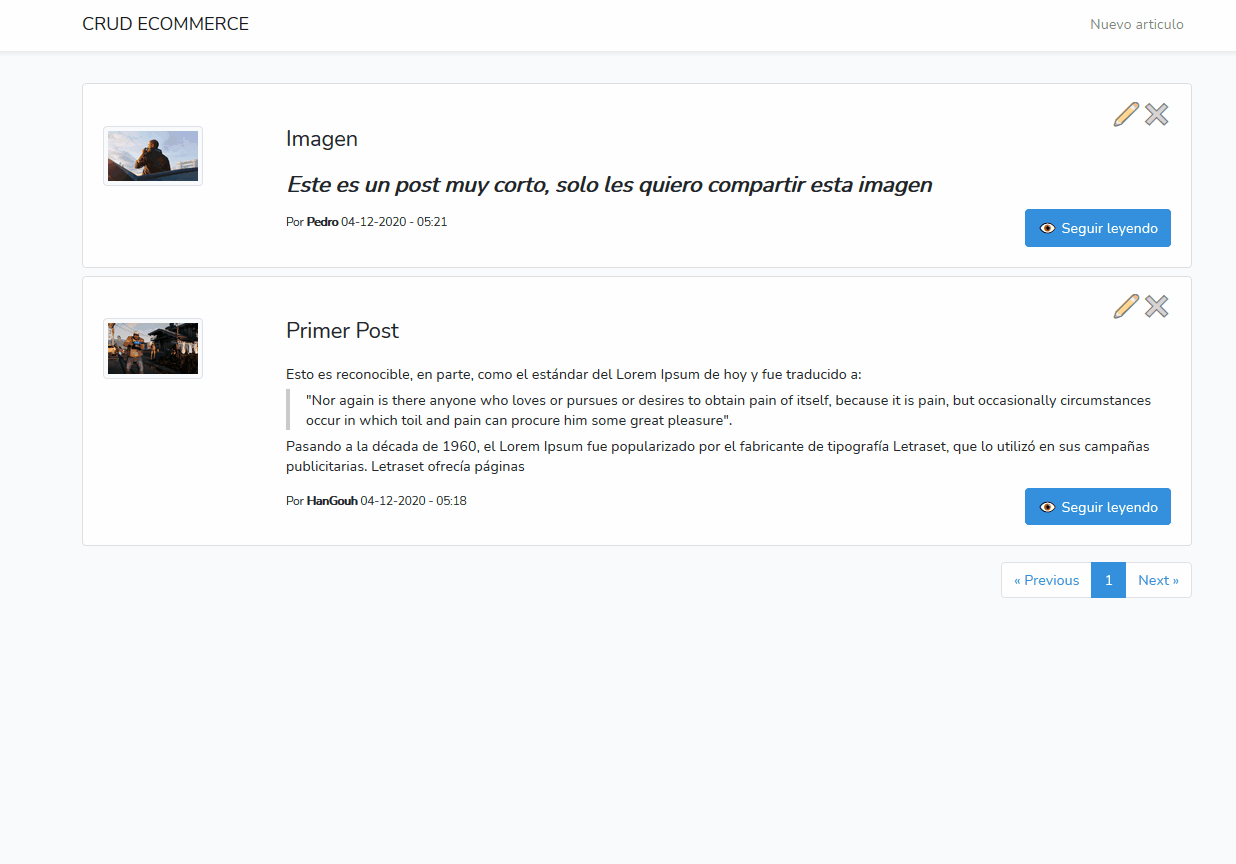 CRUD ECOMMERCE
Nuevo articulo
Imagen
Este es un post muy corto, solo les quiero compartir esta imagen
Por Pedro 04-12-2020 - 05:21
Seguir leyendo
Primer Post
Esto es reconocible, en parte, como el estándar del Lorem Ipsum de hoy y fue traducido a:
"Nor again is there anyone who loves or pursues or desires to obtain pain of itself, because it is pain, but occasionally circumstances
occur in which toil and pain can procure him some great pleasure".
Pasando a la década de 1960, el Lorem Ipsum fue popularizado por el fabricante de tipografía Letraset, que lo utilizó en sus campañas
publicitarias. Letraset ofrecía páginas
Por HanGouh 04-12-2020 - 05:18
Seguir leyendo
« Previous 1 Next »